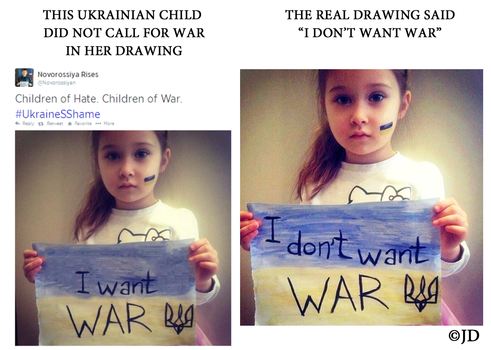 THIS UKRAINIAN CHILD
DID NOT CALL FOR WAR
IN HER DRAWING
Novorossiya Rises
@Novorossiyan
Children of Hate. Children of War.
#UkraineSShame
Reply Retweet Favorite More
I want
WAR
THE REAL DRAWING SAID
“I DON’T WANT WAR”
I don't want
WAR
©JD